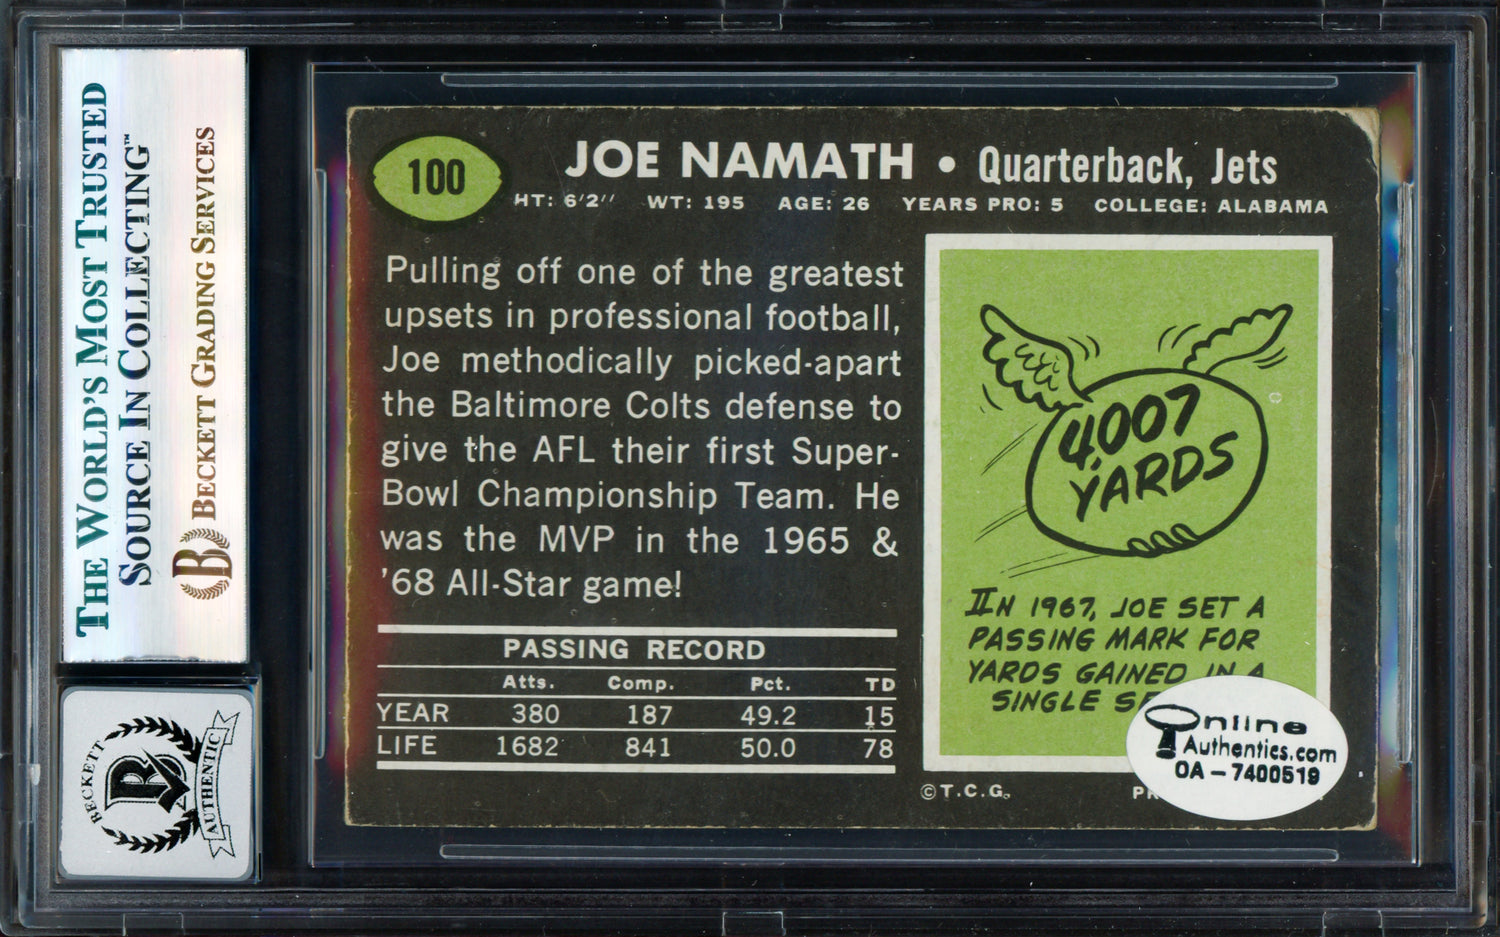 THE WORLD'S MOST TRUSTED
SOURCE IN COLLECTING™
BECKETT GRADING SERVICES
B
BECKETT
B
AUTHENTIC
100
JOE NAMATH • Quarterback, Jets
HT: 6'2'' WT: 195 AGE: 26 YEARS PRO: 5 COLLEGE: ALABAMA
Pulling off one of the greatest
upsets in professional football,
Joe methodically picked-apart
the Baltimore Colts defense to
give the AFL their first Super-
Bowl Championship Team. He
was the MVP in the 1965 &
'68 All-Star game!
PASSING RECORD
Atts. Comp. Pct. TD
YEAR 380 187 49.2 15
LIFE 1682 841 50.0 78
4,007
YARDS
IN 1967, JOE SET A
PASSING MARK FOR
YARDS GAINED IN A
SINGLE
©T.C.G.
Online
Authentics.com
OA-7400519